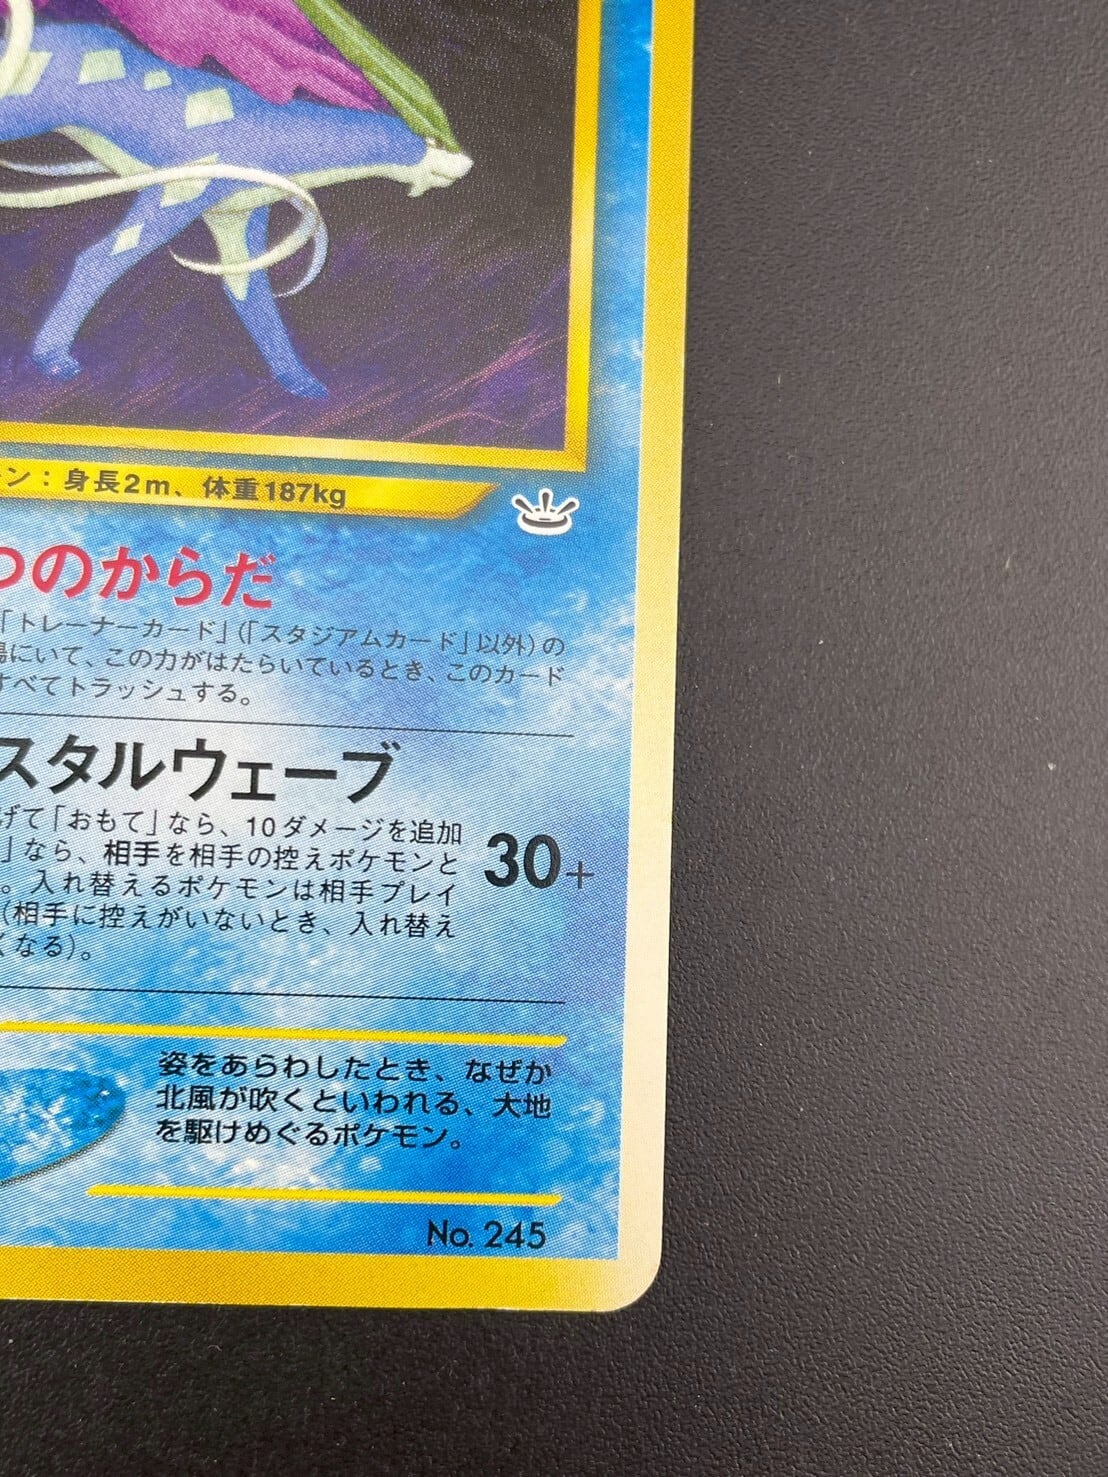 ン：身長2m、体重187kg
つのからだ
「トレーナーカード」（「スタジアムカード」以外）の
場にいて、この力がはたらいているとき、このカード
すべてトラッシュする。
スタルウェーブ
げて「おもて」なら、10ダメージを追加
」なら、相手を相手の控えポケモンと
。入れ替えるポケモンは相手プレイ
（相手に控えがいないとき、入れ替え
くなる）。
30+
姿をあらわしたとき、なぜか
北風が吹くといわれる、大地
を駆けめぐるポケモン。
No. 245